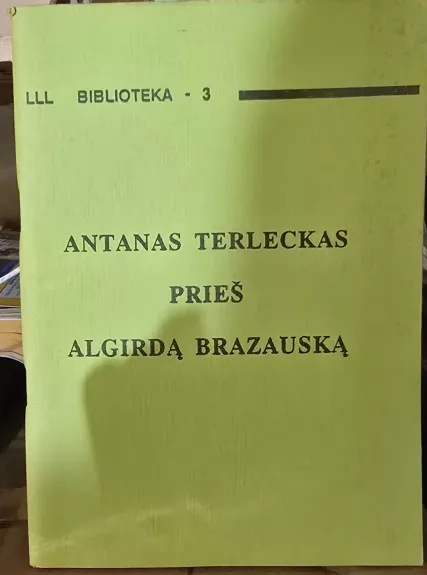 LLL BIBLIOTEKA - 3
ANTANAS TERLECKAS
PRIEŠ
ALGIRDĄ BRAZAUSKĄ